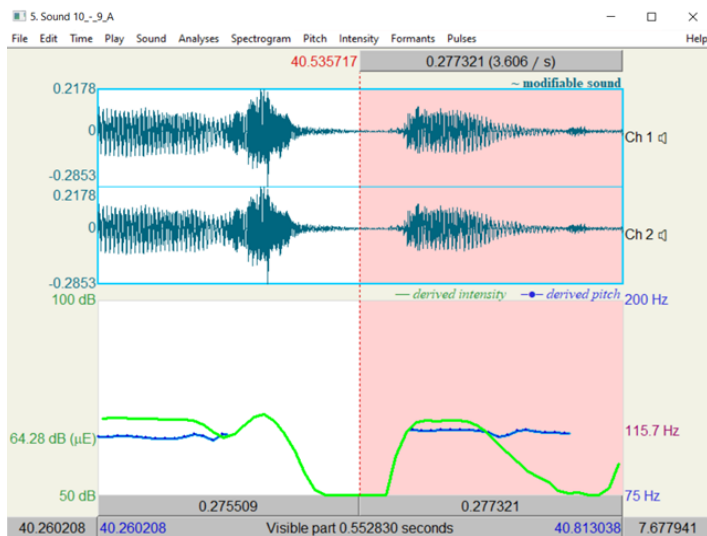 5. Sound 10_-_9_A
File Edit Time Play Sound Analyses Spectrogram Pitch Intensity Formants Pulses Help
40.535717 0.277321 (3.606 / s)
~ modifiable sound
0.2178
0
Ch 1
-0.2853
0.2178
0
Ch 2
-0.2853
derived intensity derived pitch
100 dB 200 Hz
64.28 dB (µE) 115.7 Hz
50 dB 75 Hz
0.275509 0.277321
40.260208 40.260208 Visible part 0.552830 seconds 40.813038 7.677941